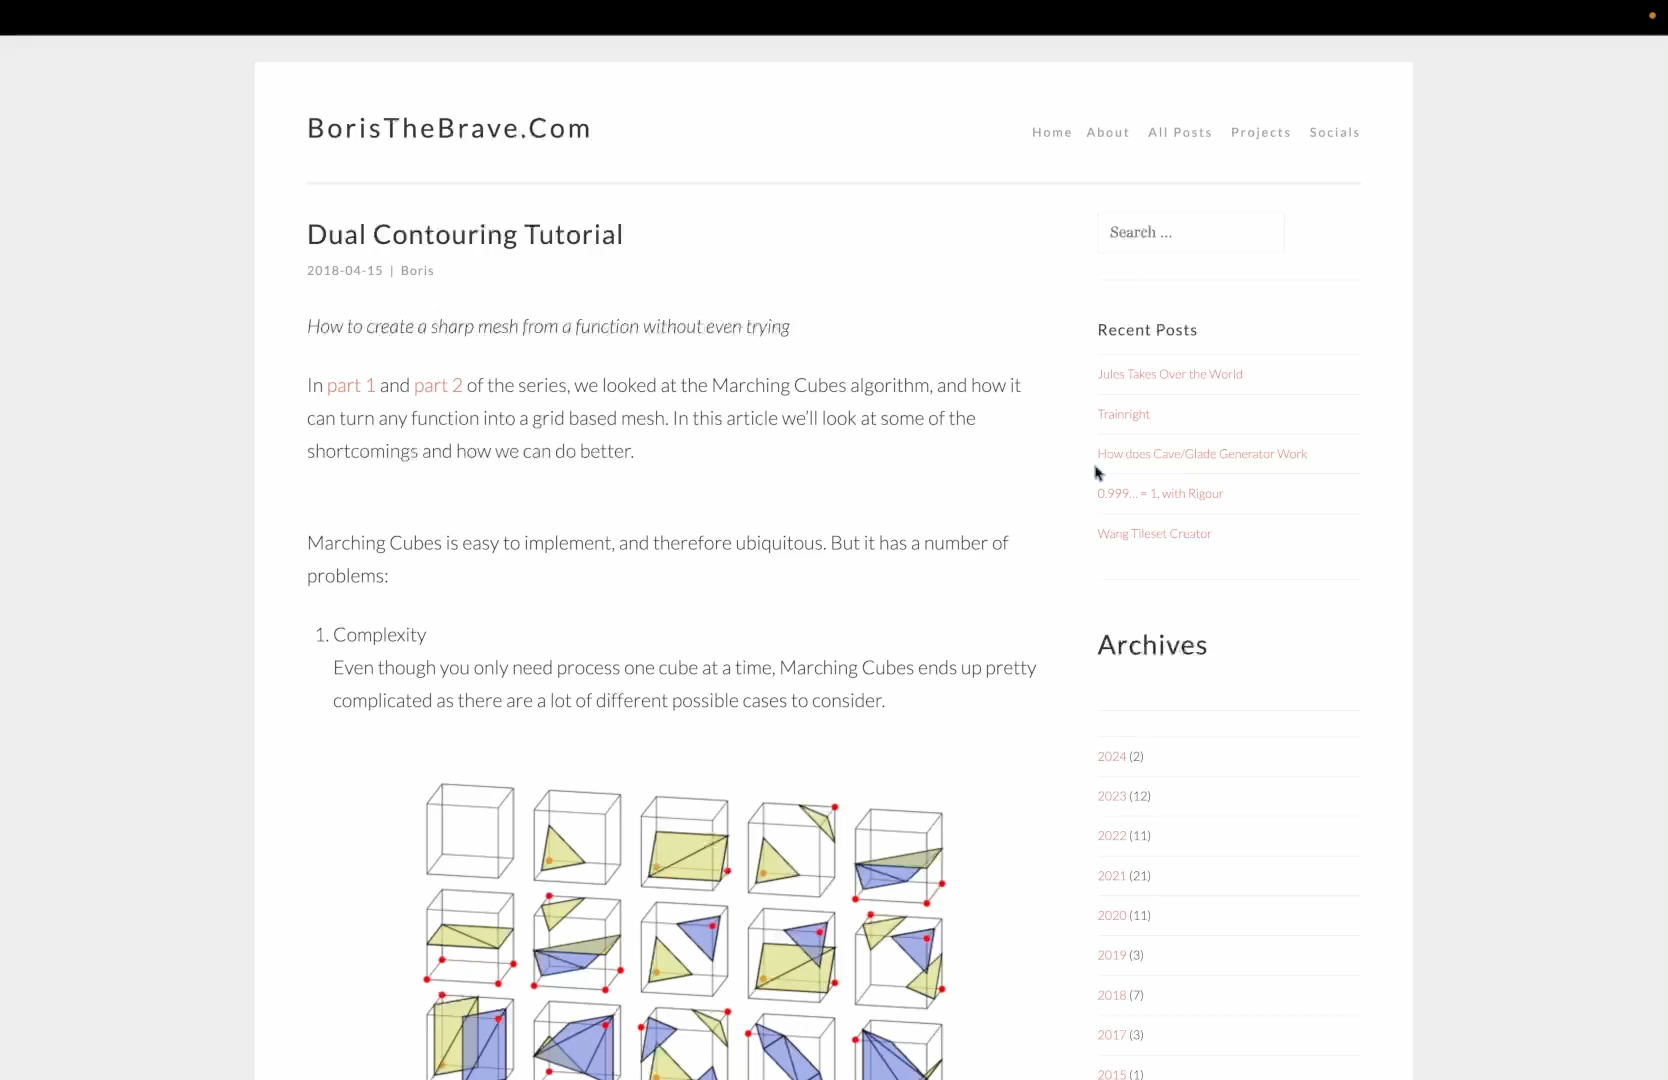 BorisTheBrave.Com
Home About All Posts Projects Socials
Dual Contouring Tutorial
2018-04-15 | Boris
How to create a sharp mesh from a function without even trying
In part 1 and part 2 of the series, we looked at the Marching Cubes algorithm, and how it
can turn any function into a grid based mesh. In this article we'll look at some of the
shortcomings and how we can do better.
Marching Cubes is easy to implement, and therefore ubiquitous. But it has a number of
problems:
1. Complexity
Even though you only need process one cube at a time, Marching Cubes ends up pretty
complicated as there are a lot of different possible cases to consider.
Search ...
Recent Posts
Jules Takes Over the World
Trainright
How does Cave/Glade Generator Work
0.999... = 1, with Rigour
Wang Tileset Creator
Archives
2024 (2)
2023 (12)
2022 (11)
2021 (21)
2020 (11)
2019 (3)
2018 (7)
2017 (3)
2015 (1)